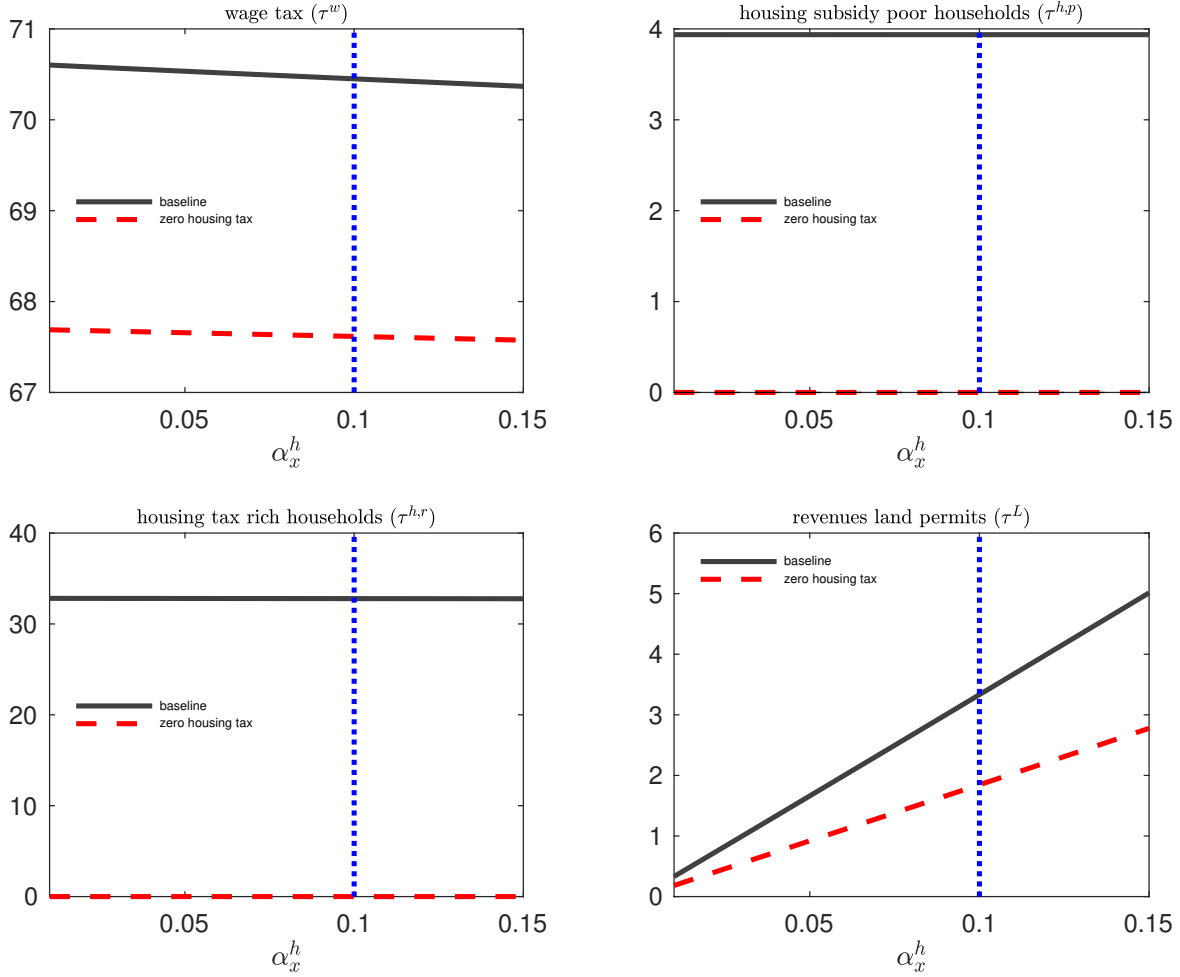 wage tax (τ^w)
71
70
69
68
67
baseline
zero housing tax
0.05
0.1
0.15
α_x^h
housing subsidy poor households (τ^{h,p})
4
3
2
1
0
baseline
zero housing tax
0.05
0.1
0.15
α_x^h
housing tax rich households (τ^{h,r})
40
30
20
10
0
baseline
zero housing tax
0.05
0.1
0.15
α_x^h
revenues land permits (τ^L)
6
5
4
3
2
1
0
baseline
zero housing tax
0.05
0.1
0.15
α_x^h